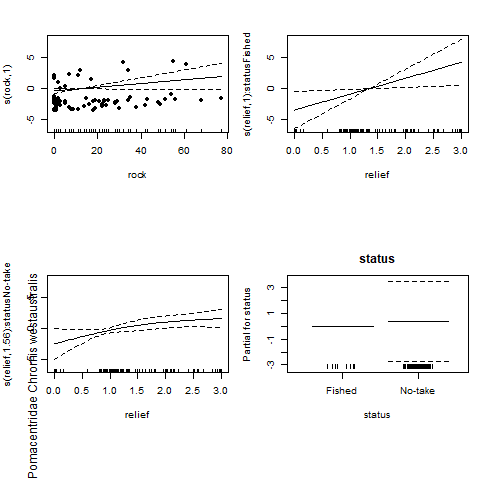 s(rock,1)
5
0
-5
0
20
40
60
80
rock
s(relief,1):statusFished
5
0
-5
0.0
0.5
1.0
1.5
2.0
2.5
3.0
relief
s(relief,1.56):statusNo-take
5
0
-5
0.0
0.5
1.0
1.5
2.0
2.5
3.0
relief
Pomacentridae Chromis westaustralis
status
Partial for status
3
1
-1
-3
Fished
No-take
status